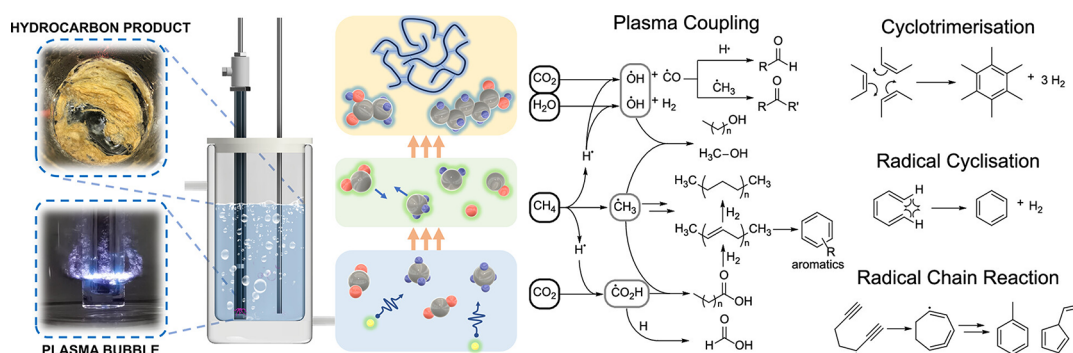 HYDROCARBON PRODUCT
PLASMA BUBBLE
Plasma Coupling
CO2
H2O
ȮH + ĊO
ȮH + H2
H•
ĊH3
O
R H
O
R R'
OH
n
H3C–OH
H•
CH4
ĊH3
H3C CH3
n
H2
H3C CH3
n
H2
R
aromatics
H•
CO2
ĊO2H
O
OH
n
H
O
H OH
Cyclotrimerisation
+ 3 H2
Radical Cyclisation
H
H
+ H2
Radical Chain Reaction